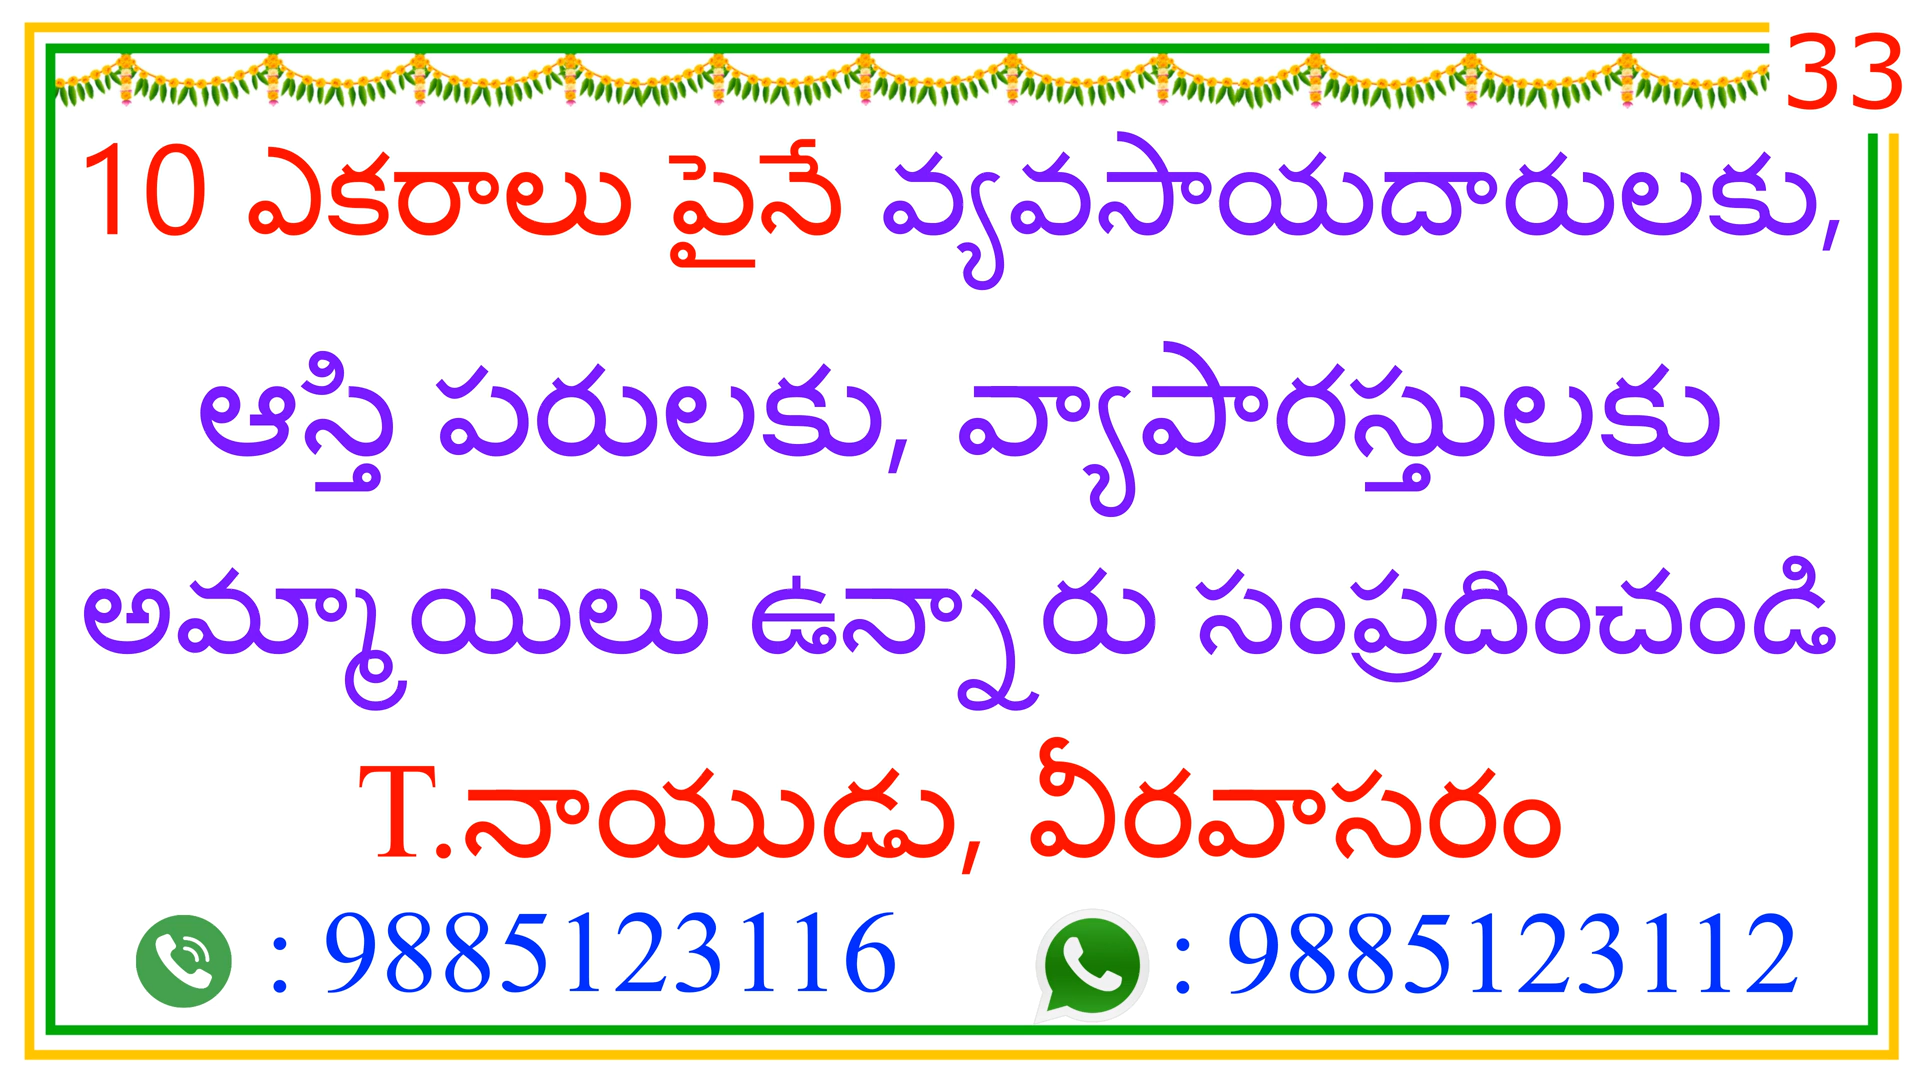 33
10 ఎకరాలు పైనే వ్యవసాయదారులకు,
ఆస్తి పరులకు, వ్యాపారస్తులకు
అమ్మాయిలు ఉన్నారు సంప్రదించండి
T.నాయుడు, వీరవాసరం
: 9885123116 : 9885123112